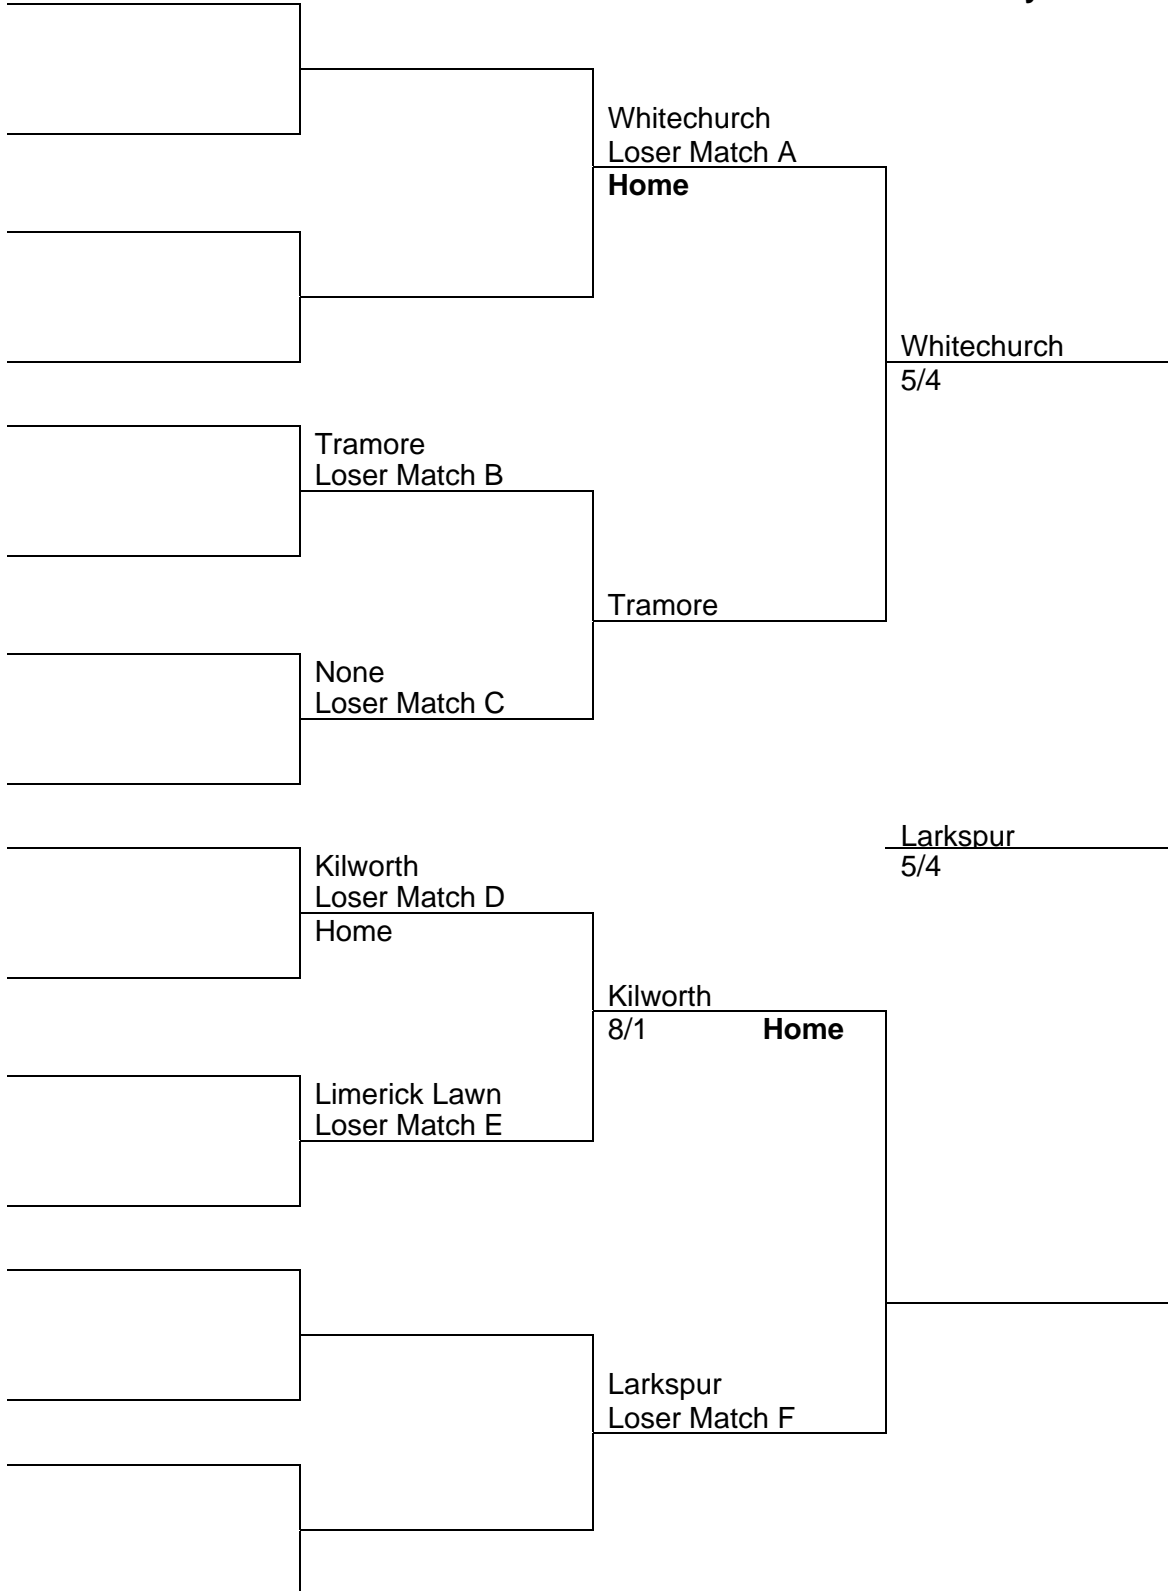 Whitechurch
Loser Match A
Home
Whitechurch
5/4
Tramore
Loser Match B
Tramore
None
Loser Match C
Larkspur
5/4
Kilworth
Loser Match D
Home
Kilworth
8/1 Home
Limerick Lawn
Loser Match E
Larkspur
Loser Match F